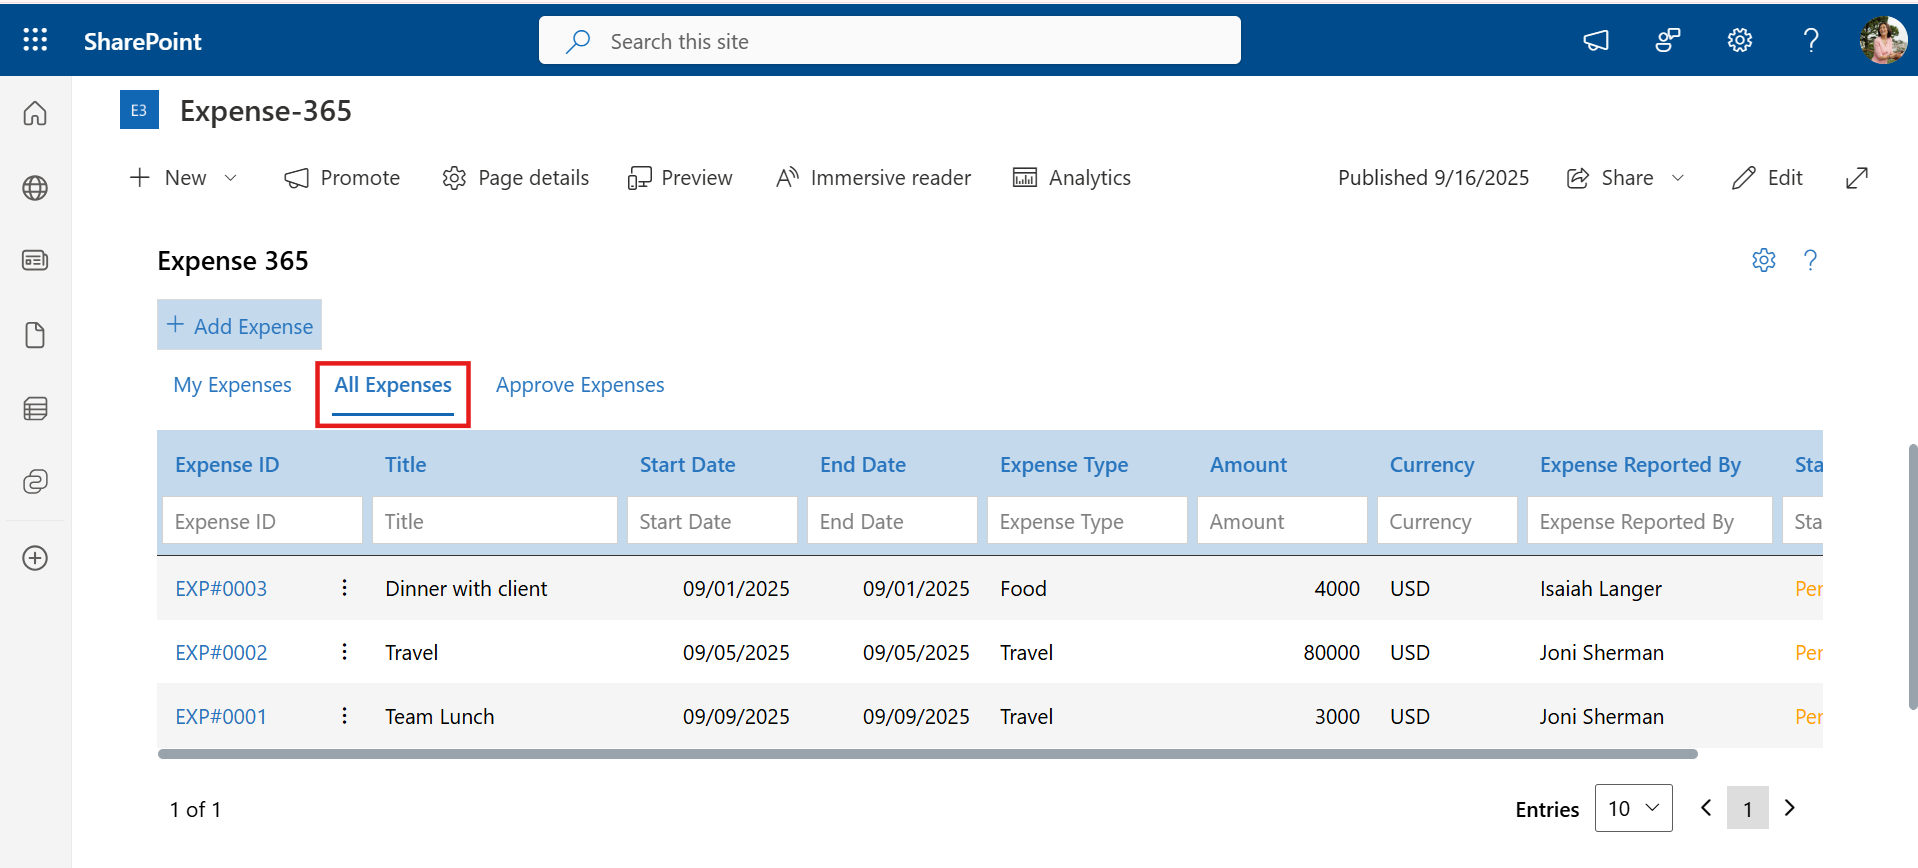 SharePoint
Search this site
?
E3
Expense-365
New
Promote
Page details
Preview
Immersive reader
Analytics
Published 9/16/2025
Share
Edit
Expense 365
?
+ Add Expense
My Expenses
All Expenses
Approve Expenses
Expense ID Title Start Date End Date Expense Type Amount Currency Expense Reported By Sta
Expense ID Title Start Date End Date Expense Type Amount Currency Expense Reported By Sta
EXP#0003 Dinner with client 09/01/2025 09/01/2025 Food 4000 USD Isaiah Langer Per
EXP#0002 Travel 09/05/2025 09/05/2025 Travel 80000 USD Joni Sherman Per
EXP#0001 Team Lunch 09/09/2025 09/09/2025 Travel 3000 USD Joni Sherman Per
1 of 1
Entries 10
1